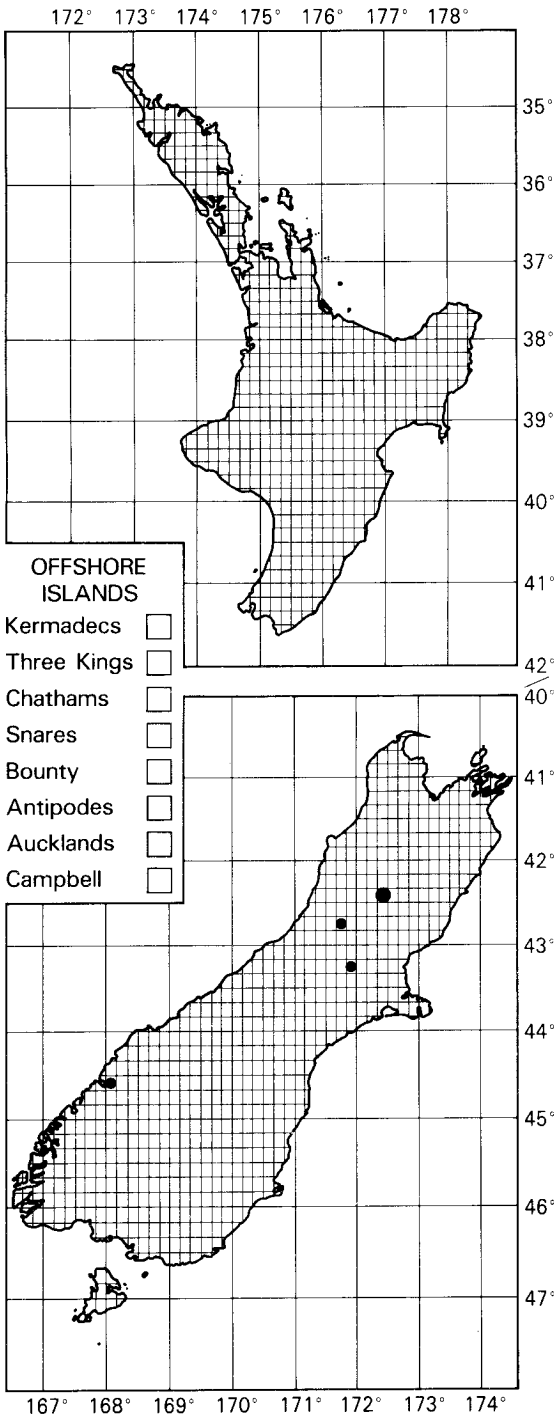 172° 173° 174° 175° 176° 177° 178°
35°
36°
37°
38°
39°
40°
41°
42°
OFFSHORE
ISLANDS
Kermadecs
Three Kings
Chathams
Snares
Bounty
Antipodes
Aucklands
Campbell
40°
41°
42°
43°
44°
45°
46°
47°
167° 168° 169° 170° 171° 172° 173° 174°